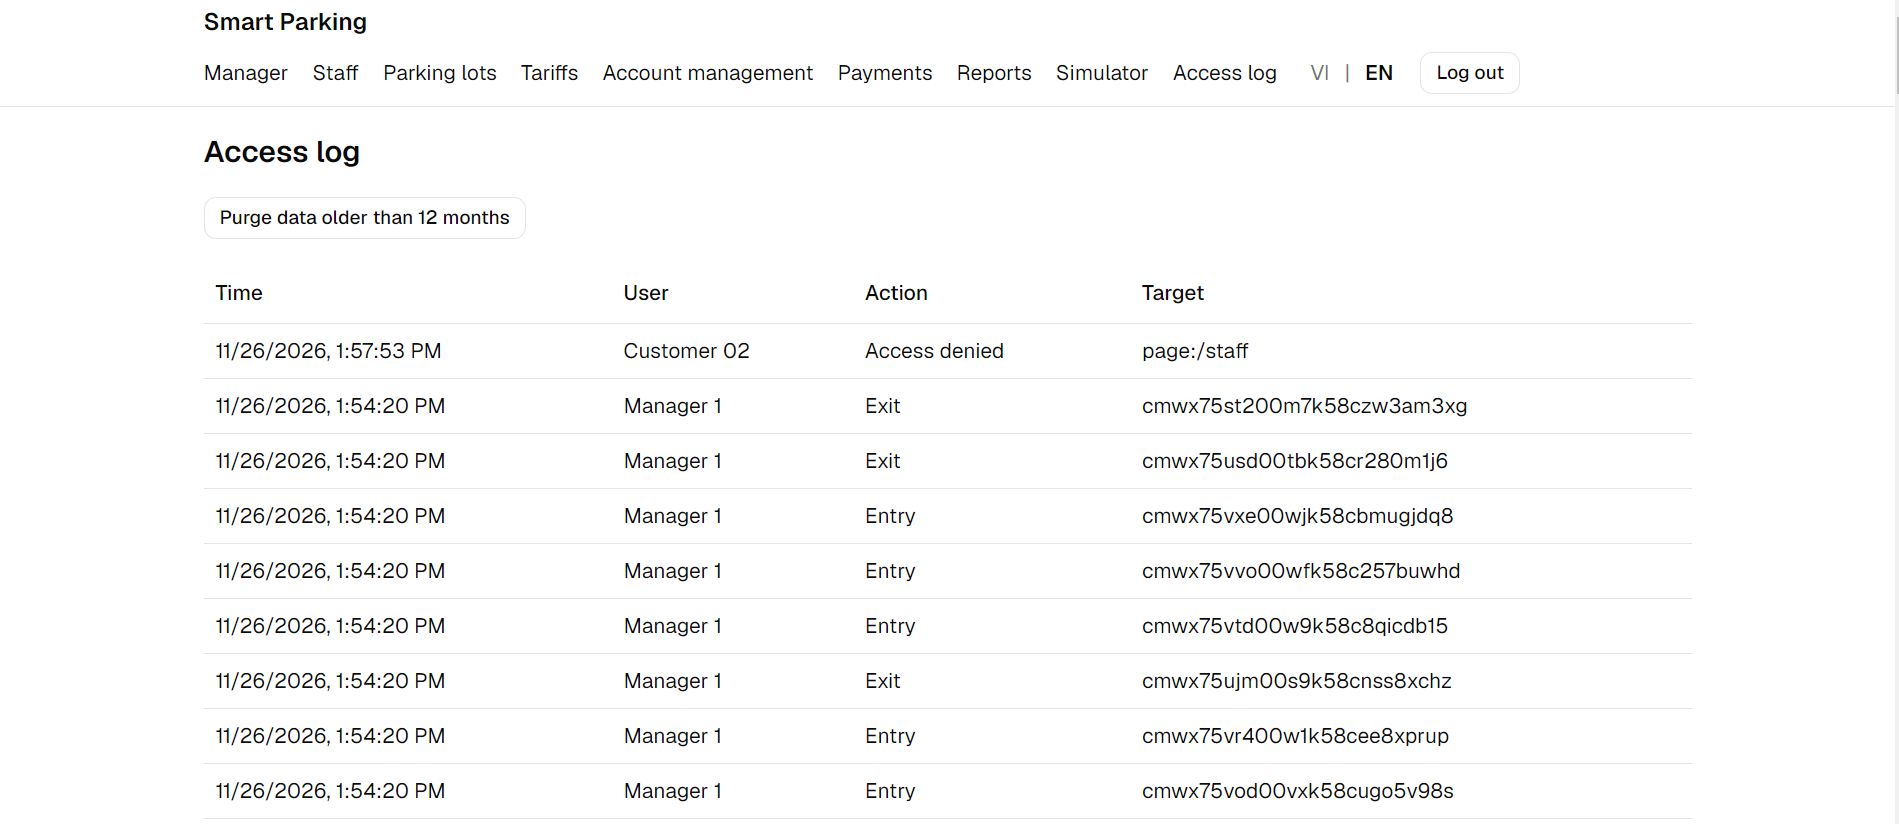 Smart Parking
Manager Staff Parking lots Tariffs Account management Payments Reports Simulator Access log VI | EN Log out
Access log
Purge data older than 12 months
Time User Action Target
11/26/2026, 1:57:53 PM Customer 02 Access denied page:/staff
11/26/2026, 1:54:20 PM Manager 1 Exit cmwx75st200m7k58czw3am3xg
11/26/2026, 1:54:20 PM Manager 1 Exit cmwx75usd00tbk58cr280m1j6
11/26/2026, 1:54:20 PM Manager 1 Entry cmwx75vxe00wjk58cbmugjdq8
11/26/2026, 1:54:20 PM Manager 1 Entry cmwx75vvo00wfk58c257buwhd
11/26/2026, 1:54:20 PM Manager 1 Entry cmwx75vtd00w9k58c8qicdb15
11/26/2026, 1:54:20 PM Manager 1 Exit cmwx75ujm00s9k58cnss8xchz
11/26/2026, 1:54:20 PM Manager 1 Entry cmwx75vr400w1k58cee8xprup
11/26/2026, 1:54:20 PM Manager 1 Entry cmwx75vod00vxk58cugo5v98s